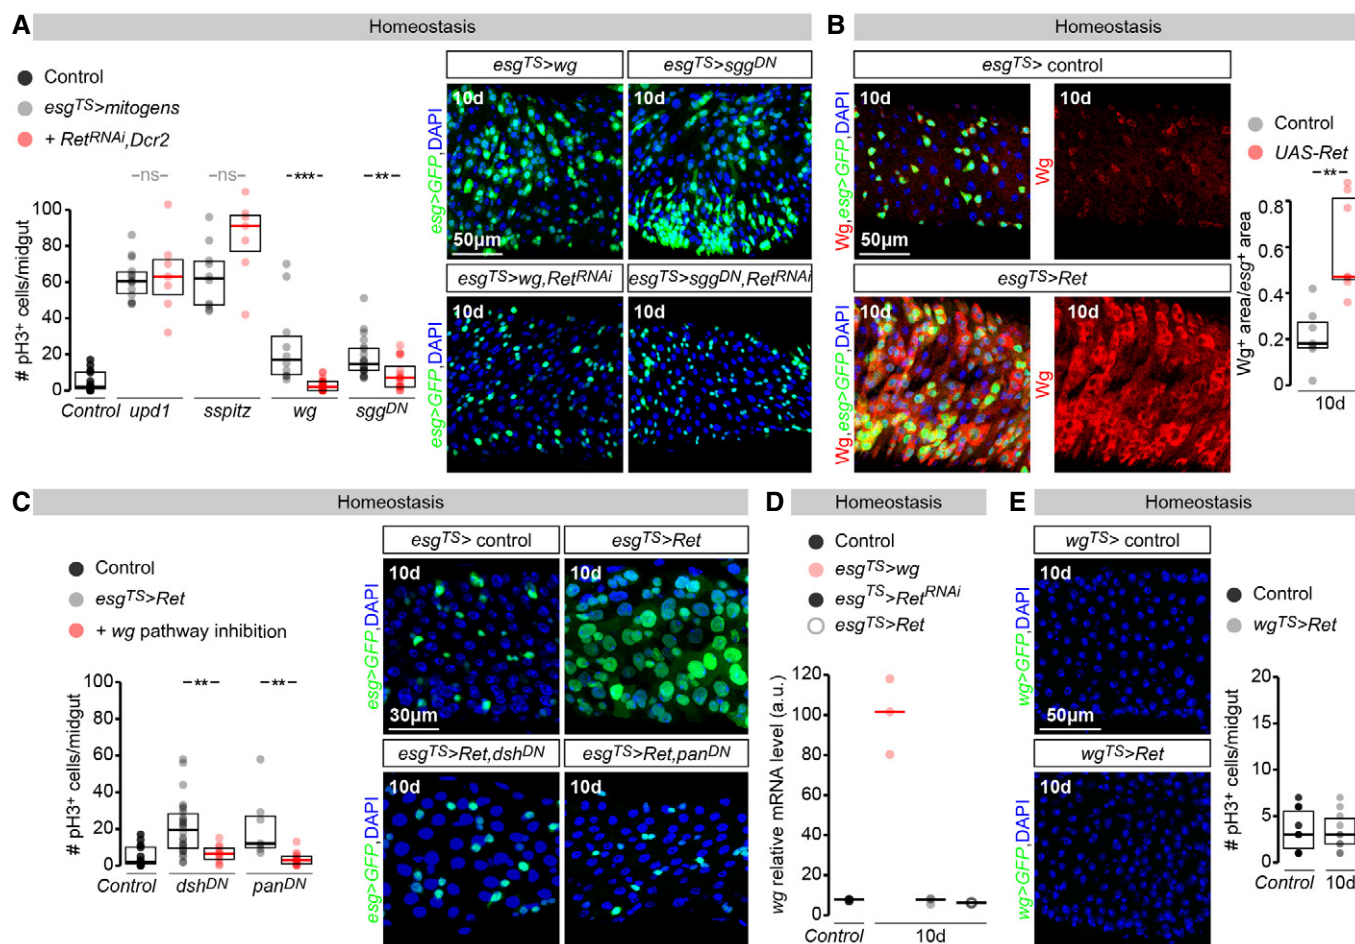 A
Homeostasis
Control
esgTS>mitogens
+ RetRNAi,Dcr2
ns
ns
***
**
# pH3+ cells/midgut
100
80
60
40
20
0
Control
upd1
sspitz
wg
sggDN
esgTS>wg
esgTS>sggDN
esg>GFP,DAPI
10d
50µm
10d
esgTS>wg,RetRNAi
esgTS>sggDN,RetRNAi
esg>GFP,DAPI
10d
10d
B
Homeostasis
esgTS> control
Wg,esg>GFP,DAPI
10d
50µm
Wg
10d
esgTS>Ret
Wg,esg>GFP,DAPI
10d
Wg
10d
Control
UAS-Ret
**
Wg+ area/esg+ area
0.8
0.6
0.4
0.2
0
10d
C
Homeostasis
Control
esgTS>Ret
+ wg pathway inhibition
**
**
# pH3+ cells/midgut
100
80
60
40
20
0
Control
dshDN
panDN
esgTS> control
esgTS>Ret
esg>GFP,DAPI
10d
30µm
10d
esgTS>Ret,dshDN
esgTS>Ret,panDN
esg>GFP,DAPI
10d
10d
D
Homeostasis
Control
esgTS>wg
esgTS>RetRNAi
esgTS>Ret
wg relative mRNA level (a.u.)
120
100
80
60
40
20
0
Control
10d
E
Homeostasis
wgTS> control
wg>GFP,DAPI
10d
50µm
wgTS>Ret
wg>GFP,DAPI
10d
Control
wgTS>Ret
# pH3+ cells/midgut
20
15
10
5
0
Control
10d